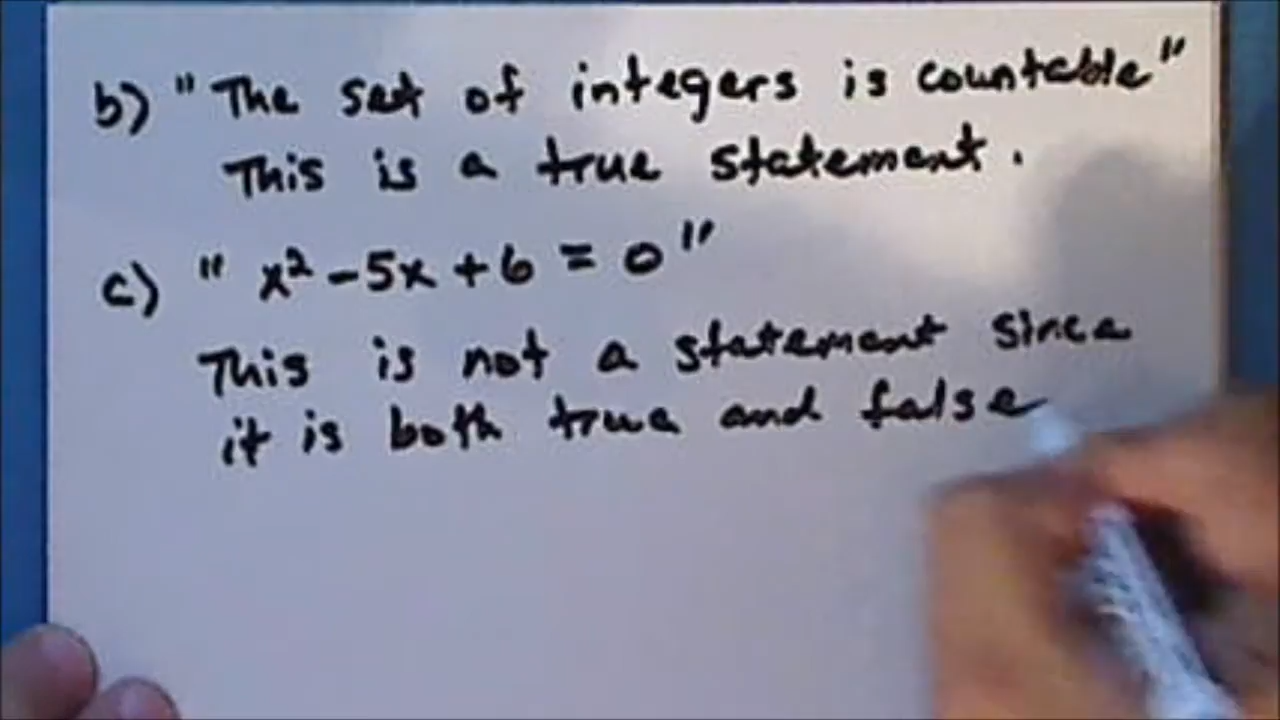 b) "The set of integers is countable"
This is a true statement.
c) "x² - 5x + 6 = 0"
This is not a statement since
it is both true and false